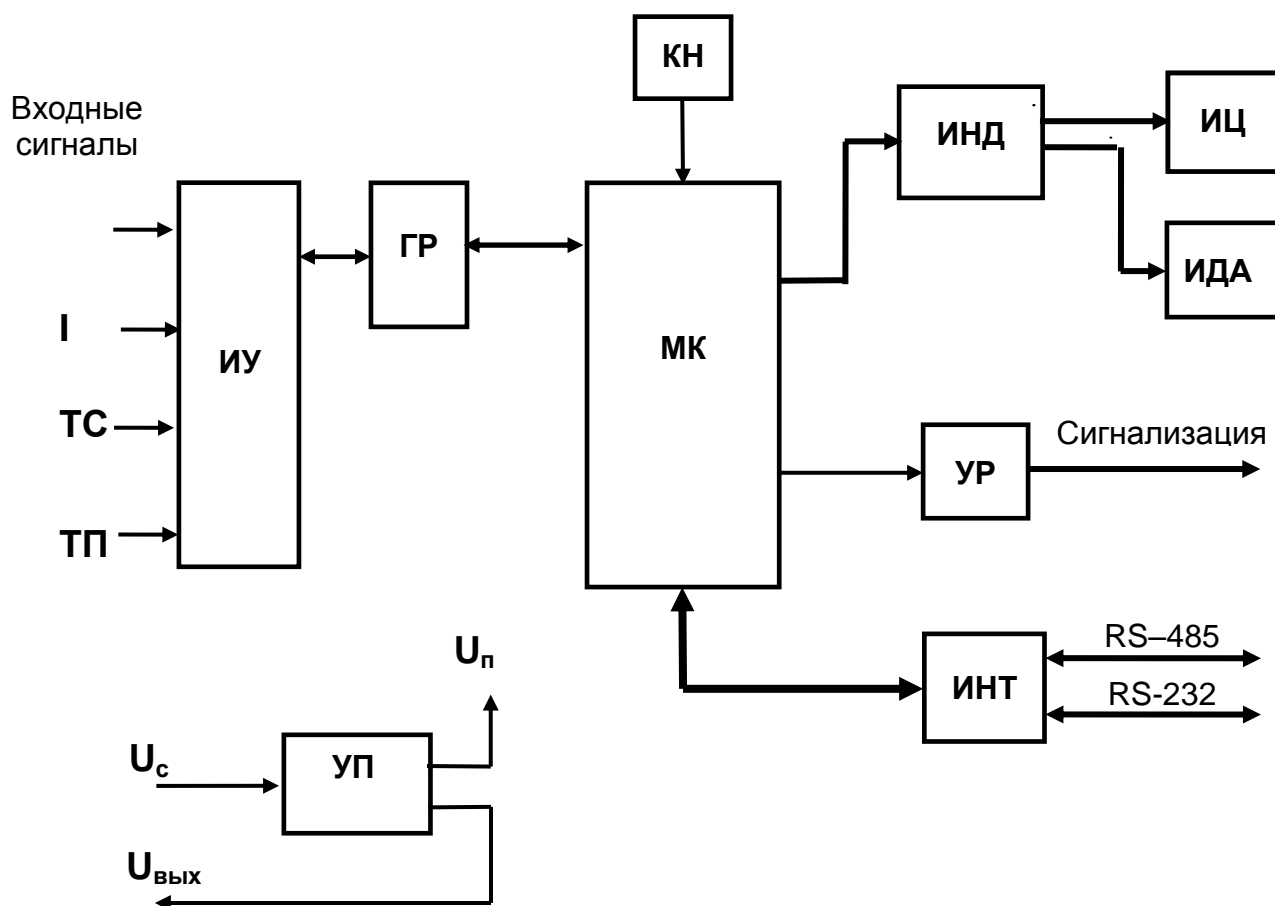 КН
Входные
сигналы
ИНД
ИЦ
ГР
ИДА
I
ИУ
МК
ТС
Сигнализация
УР
ТП
RS–485
Uп
ИНТ
RS-232
Uс
УП
Uвых